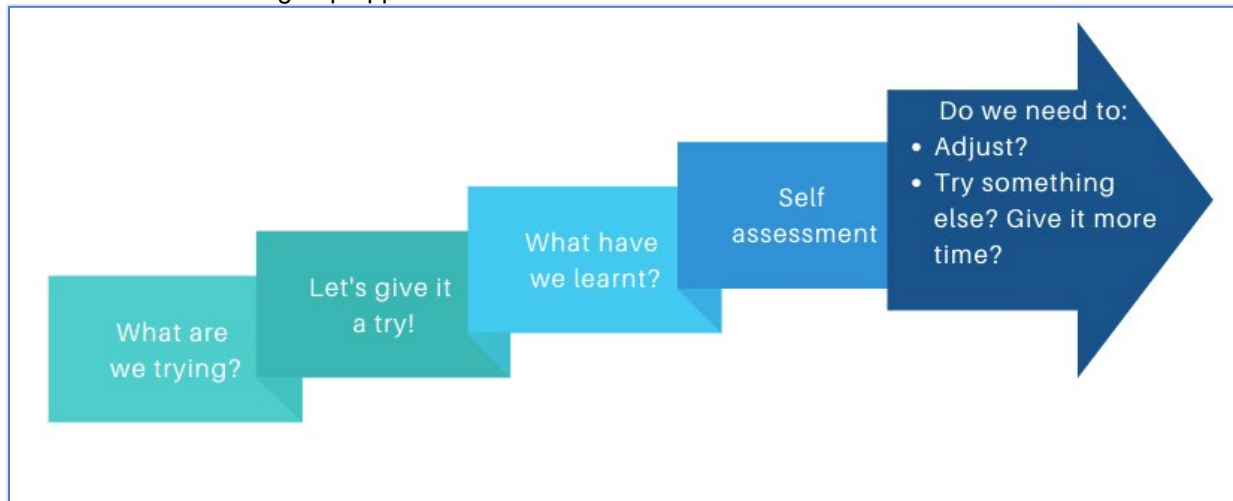 What are
we trying?
Let's give it
a try!
What have
we learnt?
Self
assessment
Do we need to:
• Adjust?
• Try something
else? Give it more
time?